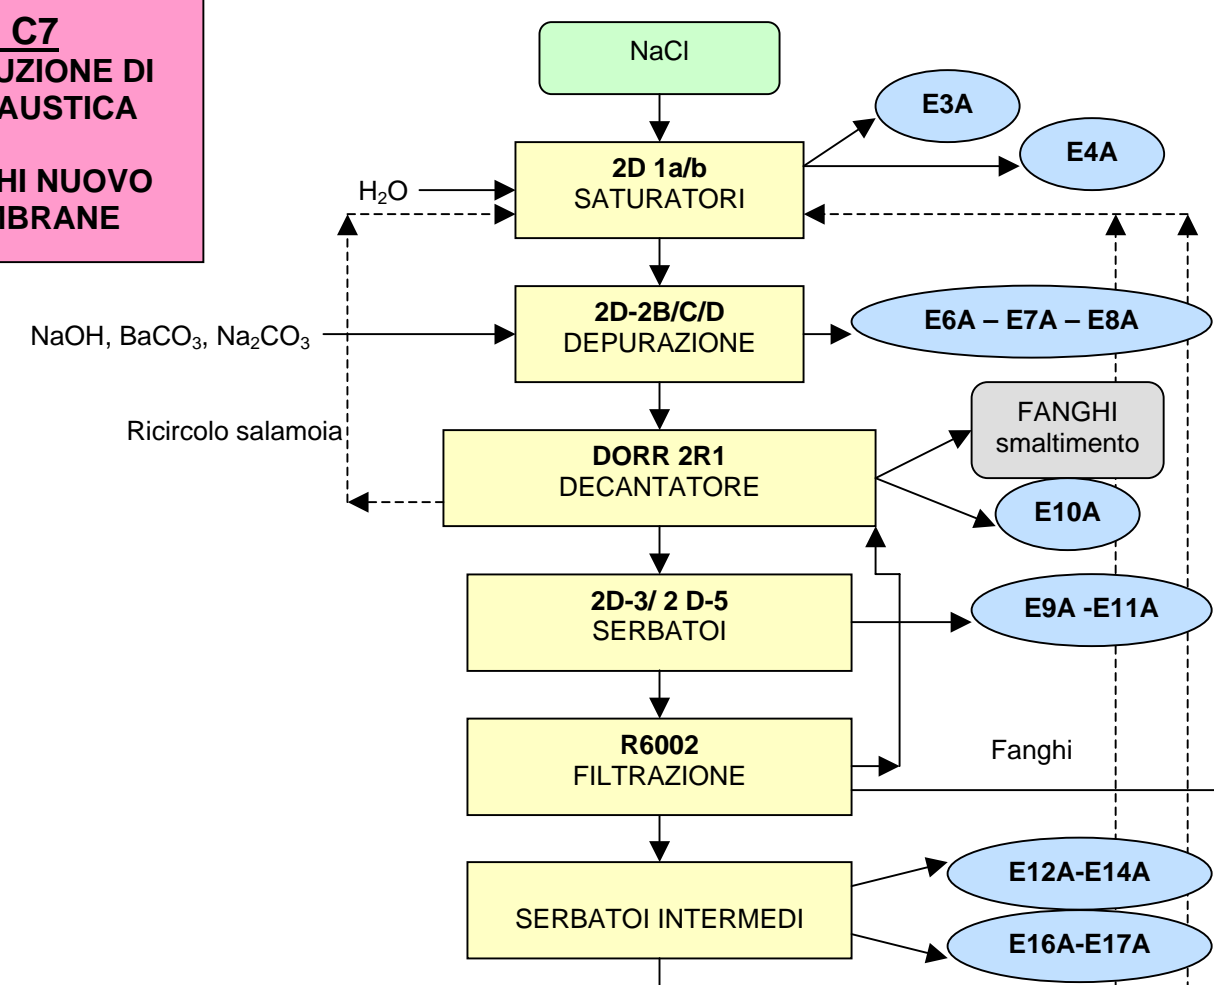 C7
UZIONE DI
AUSTICA
HI NUOVO
MBRANE
NaCl
E3A
E4A
2D 1a/b
SATURATORI
H₂O
2D-2B/C/D
DEPURAZIONE
E6A – E7A – E8A
NaOH, BaCO₃, Na₂CO₃
Ricircolo salamoia
FANGHI
smaltimento
DORR 2R1
DECANTATORE
E10A
2D-3/ 2 D-5
SERBATOI
E9A -E11A
R6002
FILTRAZIONE
Fanghi
E12A-E14A
SERBATOI INTERMEDI
E16A-E17A